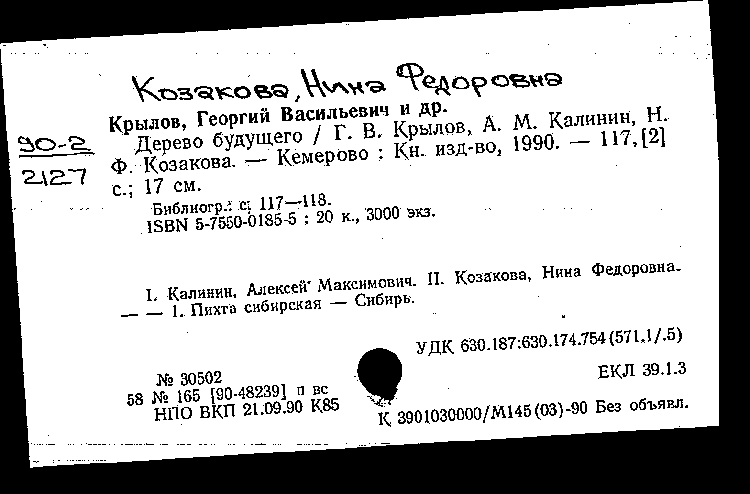 Козакова, Нина Федоровна
Крылов, Георгий Васильевич и др.
90-2
2127
Дерево будущего / Г. В. Крылов, А. М. Калинин, Н.
Ф. Козакова. — Кемерово : Кн. изд-во, 1990. — 117,[2]
с.; 17 см.
Библиогр.: с. 117—118.
ISBN 5-7550-0185-5 : 20 к., 3000 экз.
I. Калинин, Алексей Максимович. II. Козакова, Нина Федоровна.
— — 1. Пихта сибирская — Сибирь.
УДК 630.187:630.174.754(571.1/.5)
ЕКЛ 39.1.3
№ 30502
58 № 165 [90-48239] п вс
НПО ВКП 21.09.90 К85
К 3901030000/М145(03)-90 Без объявл.